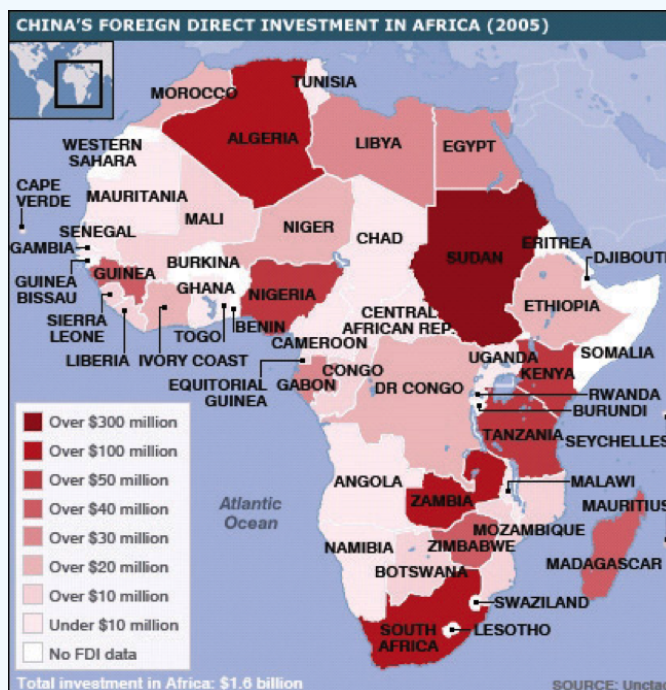 CHINA'S FOREIGN DIRECT INVESTMENT IN AFRICA (2005)
TUNISIA
MOROCCO
ALGERIA
LIBYA
EGYPT
WESTERN
SAHARA
CAPE
VERDE
MAURITANIA
MALI
NIGER
CHAD
SUDAN
ERITREA
DJIBOUTI
SENEGAL
GAMBIA
GUINEA
BISSAU
GUINEA
BURKINA
GHANA
NIGERIA
ETHIOPIA
SIERRA
LEONE
LIBERIA
IVORY COAST
TOGO
BENIN
CENTRAL
AFRICAN REP.
CAMEROON
SOMALIA
UGANDA
KENYA
EQUITORIAL
GUINEA
GABON
CONGO
DR CONGO
RWANDA
BURUNDI
TANZANIA
SEYCHELLES
ANGOLA
ZAMBIA
MALAWI
MOZAMBIQUE
MAURITIUS
ZIMBABWE
MADAGASCAR
NAMIBIA
BOTSWANA
SWAZILAND
SOUTH
AFRICA
LESOTHO
Atlantic
Ocean
Over $300 million
Over $100 million
Over $50 million
Over $40 million
Over $30 million
Over $20 million
Over $10 million
Under $10 million
No FDI data
Total investment in Africa: $1.6 billion
SOURCE: Unctad